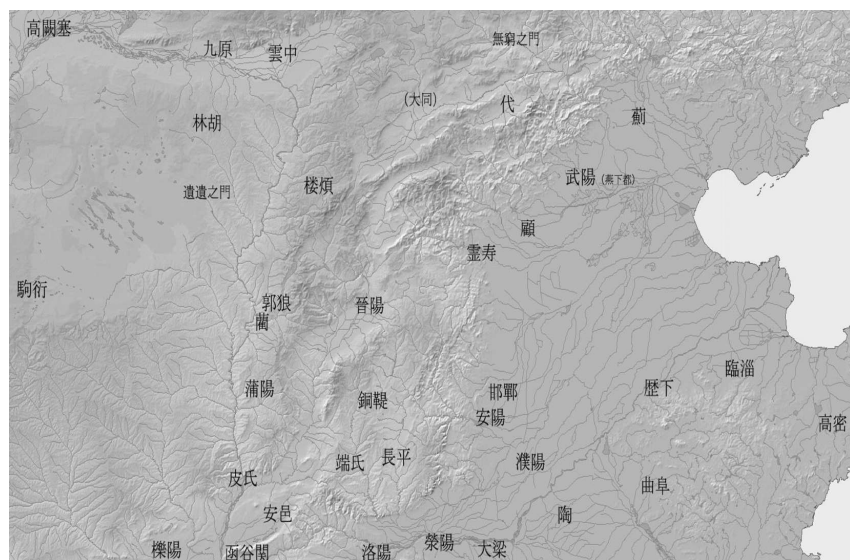 高闕塞
九原
雲中
無窮之門
(大同)
代
薊
林胡
楼煩
武陽 (燕下都)
遺遺之門
顧
霊寿
駒衍
郭狼
藺
晉陽
臨淄
蒲陽
銅鞮
邯鄲
歴下
安陽
高密
皮氏
端氏
長平
濮陽
曲阜
安邑
陶
櫟陽
函谷関
洛陽
滎陽
大梁